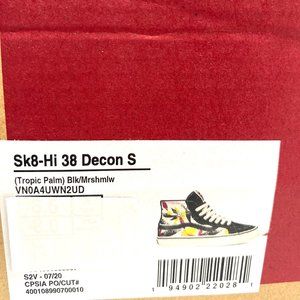 Sk8-Hi 38 Decon S
(Tropic Palm) Blk/Mrshmlw
VN0A4UWN2UD
S2V - 07/20
CPSIA PO/CUT#
400108990700010
1 94902 22028 1